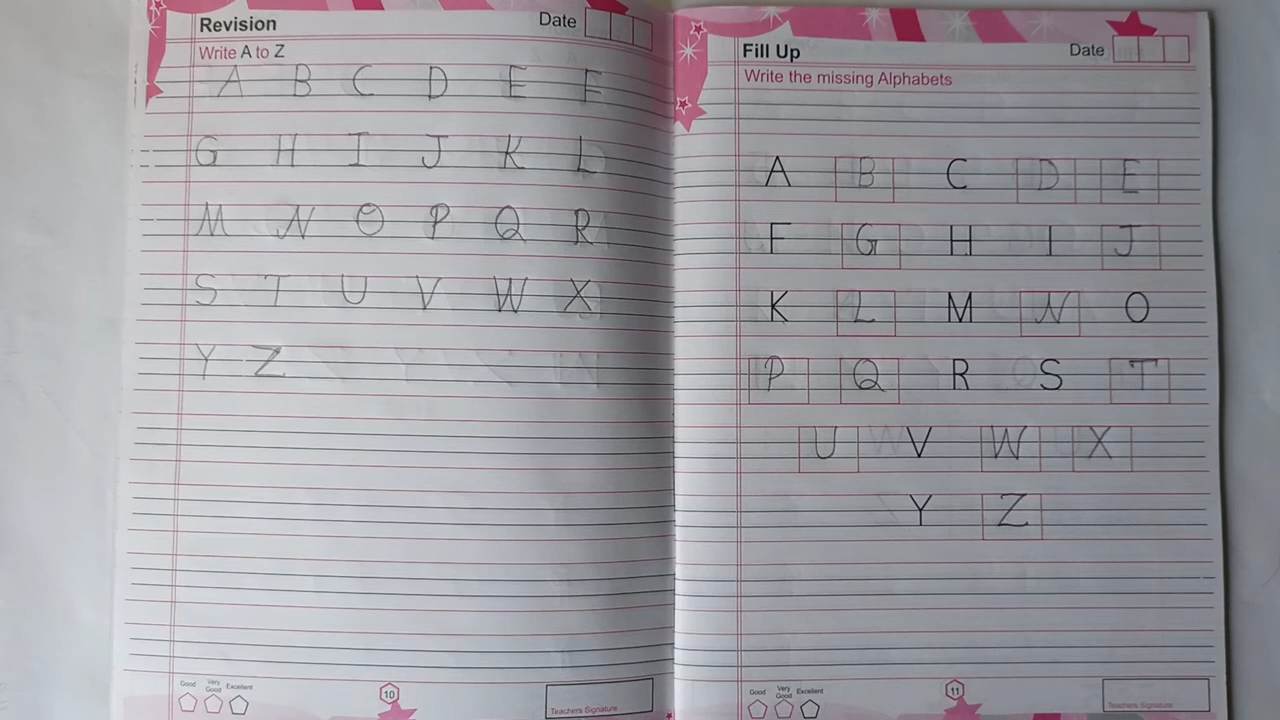 Revision
Date
Write A to Z
A B C D E F
G H I J K L
M N O P Q R
S T U V W X
Y Z
Good Very Good Excellent
10
Teachers Signature
Fill Up
Date
Write the missing Alphabets
A B C D E
F G H I J
K L M N O
P Q R S T
U V W X
Y Z
Good Very Good Excellent
11
Teachers Signature